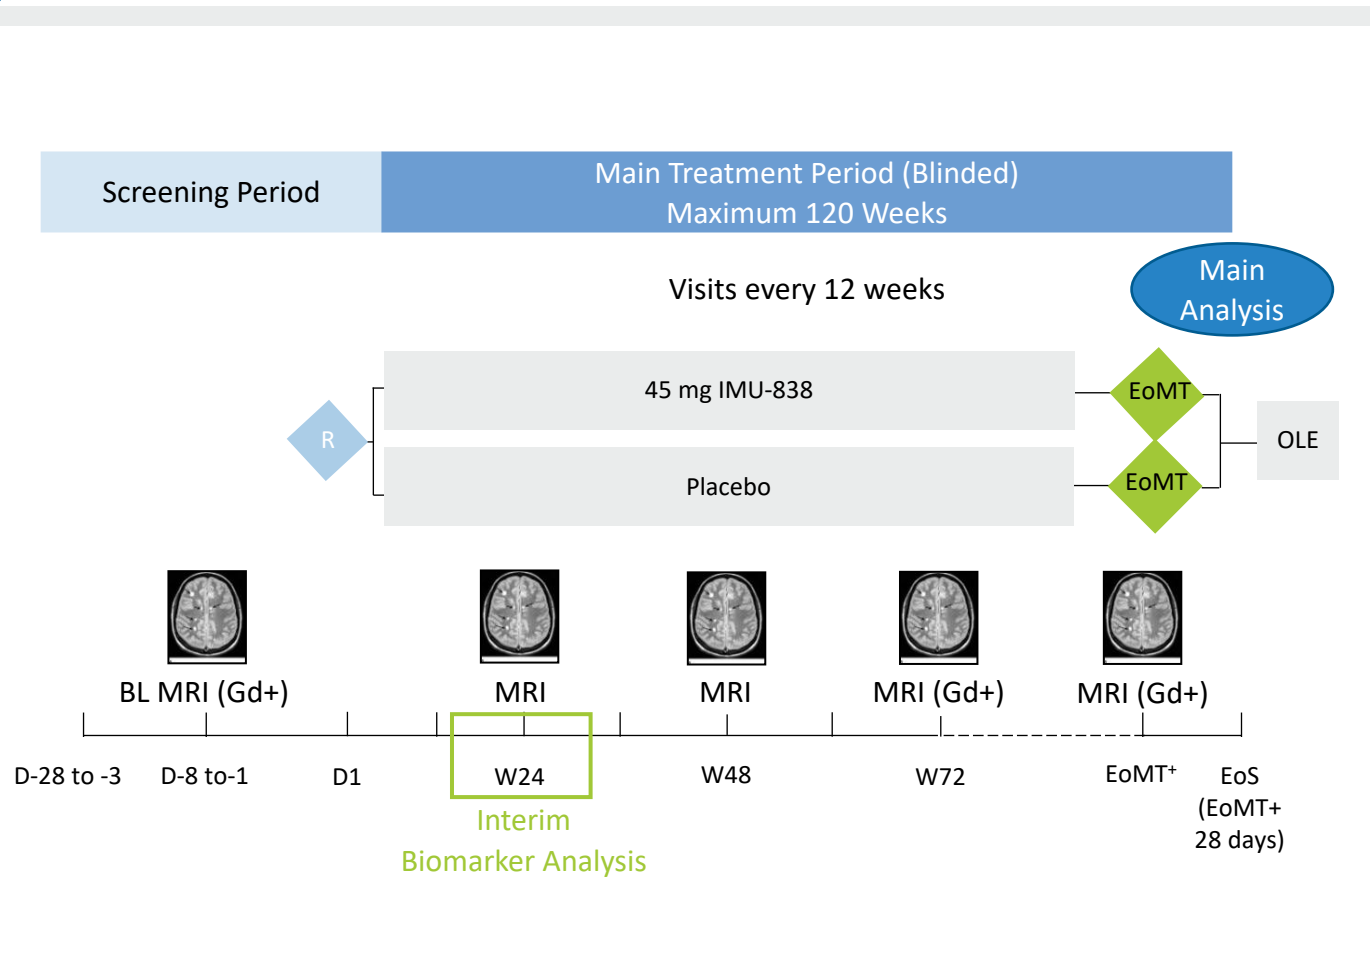 Screening Period
Main Treatment Period (Blinded)
Maximum 120 Weeks
Visits every 12 weeks
Main
Analysis
45 mg IMU-838
EoMT
R
OLE
Placebo
EoMT
BL MRI (Gd+)
MRI
MRI
MRI (Gd+)
MRI (Gd+)
D-28 to -3
D-8 to-1
D1
W24
W48
W72
EoMT⁺
EoS
(EoMT+
28 days)
Interim
Biomarker Analysis